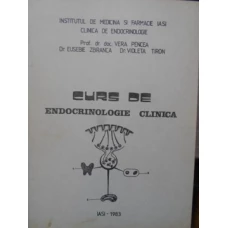 INSTITUTUL DE MEDICINA SI FARMACIE IASI
CLINICA DE ENDOCRINOLOGIE
Prof. dr. doc. VERA PENCEA
Dr. EUSEBIE ZBRANCA Dr. VIOLETA TIRON
CURS DE
ENDOCRINOLOGIE CLINICA
IASI - 1983